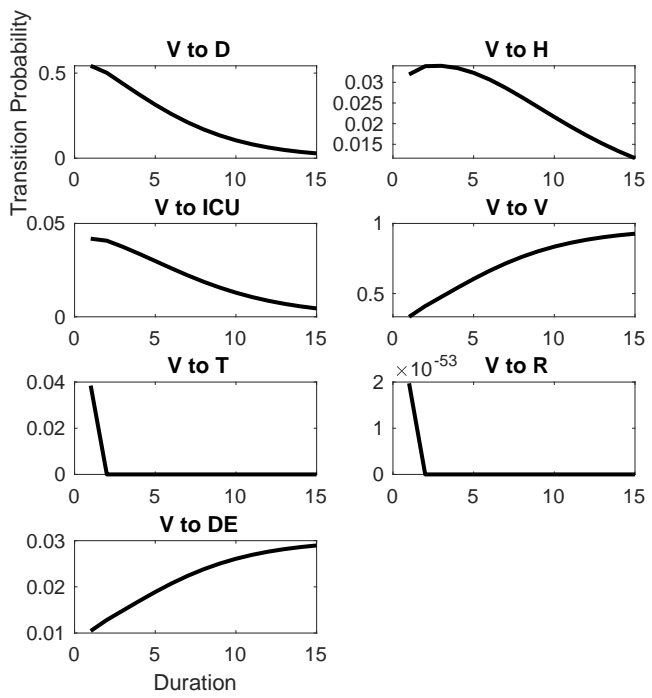 Transition Probability
V to D
0.5
0
0 5 10 15
V to H
0.03
0.025
0.02
0.015
0 5 10 15
V to ICU
0.05
0
0 5 10 15
V to V
1
0.5
0 5 10 15
V to T
0.04
0.02
0
0 5 10 15
×10-53
V to R
2
1
0
0 5 10 15
V to DE
0.03
0.02
0.01
0 5 10 15
Duration